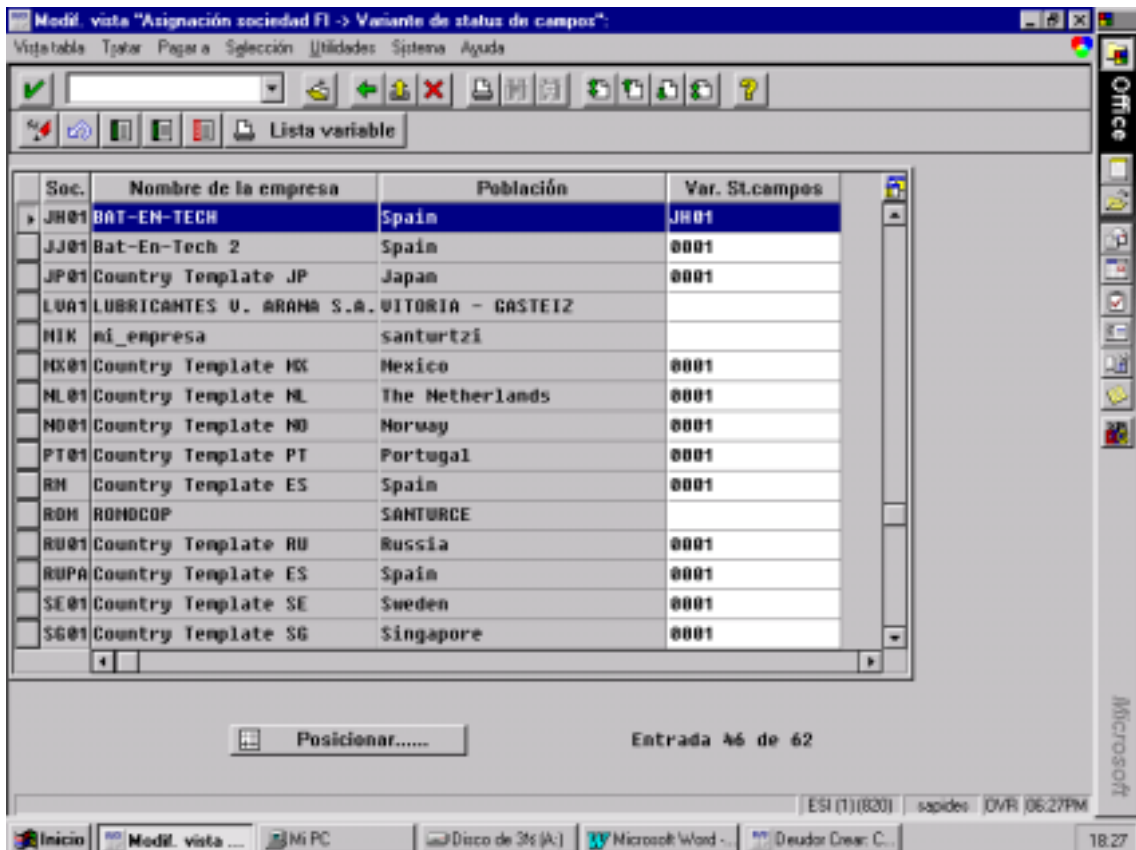 Modif. vista "Asignación sociedad FI -> Variante de status de campos":
Vista tabla Tratar Pasar a Selección Utilidades Sistema Ayuda
Lista variable
Soc. Nombre de la empresa Población Var. St.campos
JH01 BAT-EN-TECH Spain JH01
JJ01 Bat-En-Tech 2 Spain 0001
JP01 Country Template JP Japan 0001
LVA1 LUBRICANTES V. ARANA S.A. VITORIA - GASTEIZ
MIK mi_empresa santurtzi
MX01 Country Template MX Mexico 0001
NL01 Country Template NL The Netherlands 0001
NO01 Country Template NO Norway 0001
PT01 Country Template PT Portugal 0001
RM Country Template ES Spain 0001
ROM ROMDCOP SANTURCE
RU01 Country Template RU Russia 0001
RUPA Country Template ES Spain 0001
SE01 Country Template SE Sweden 0001
SG01 Country Template SG Singapore 0001
Posicionar...... Entrada 46 de 62
ESI (1) (820) sapides OVR 06:27PM
Inicio Modif. vista .... Mi PC Disco de 3½ (A:) Microsoft Word -... Deudor Crear: C...
18:27
Office
Microsoft